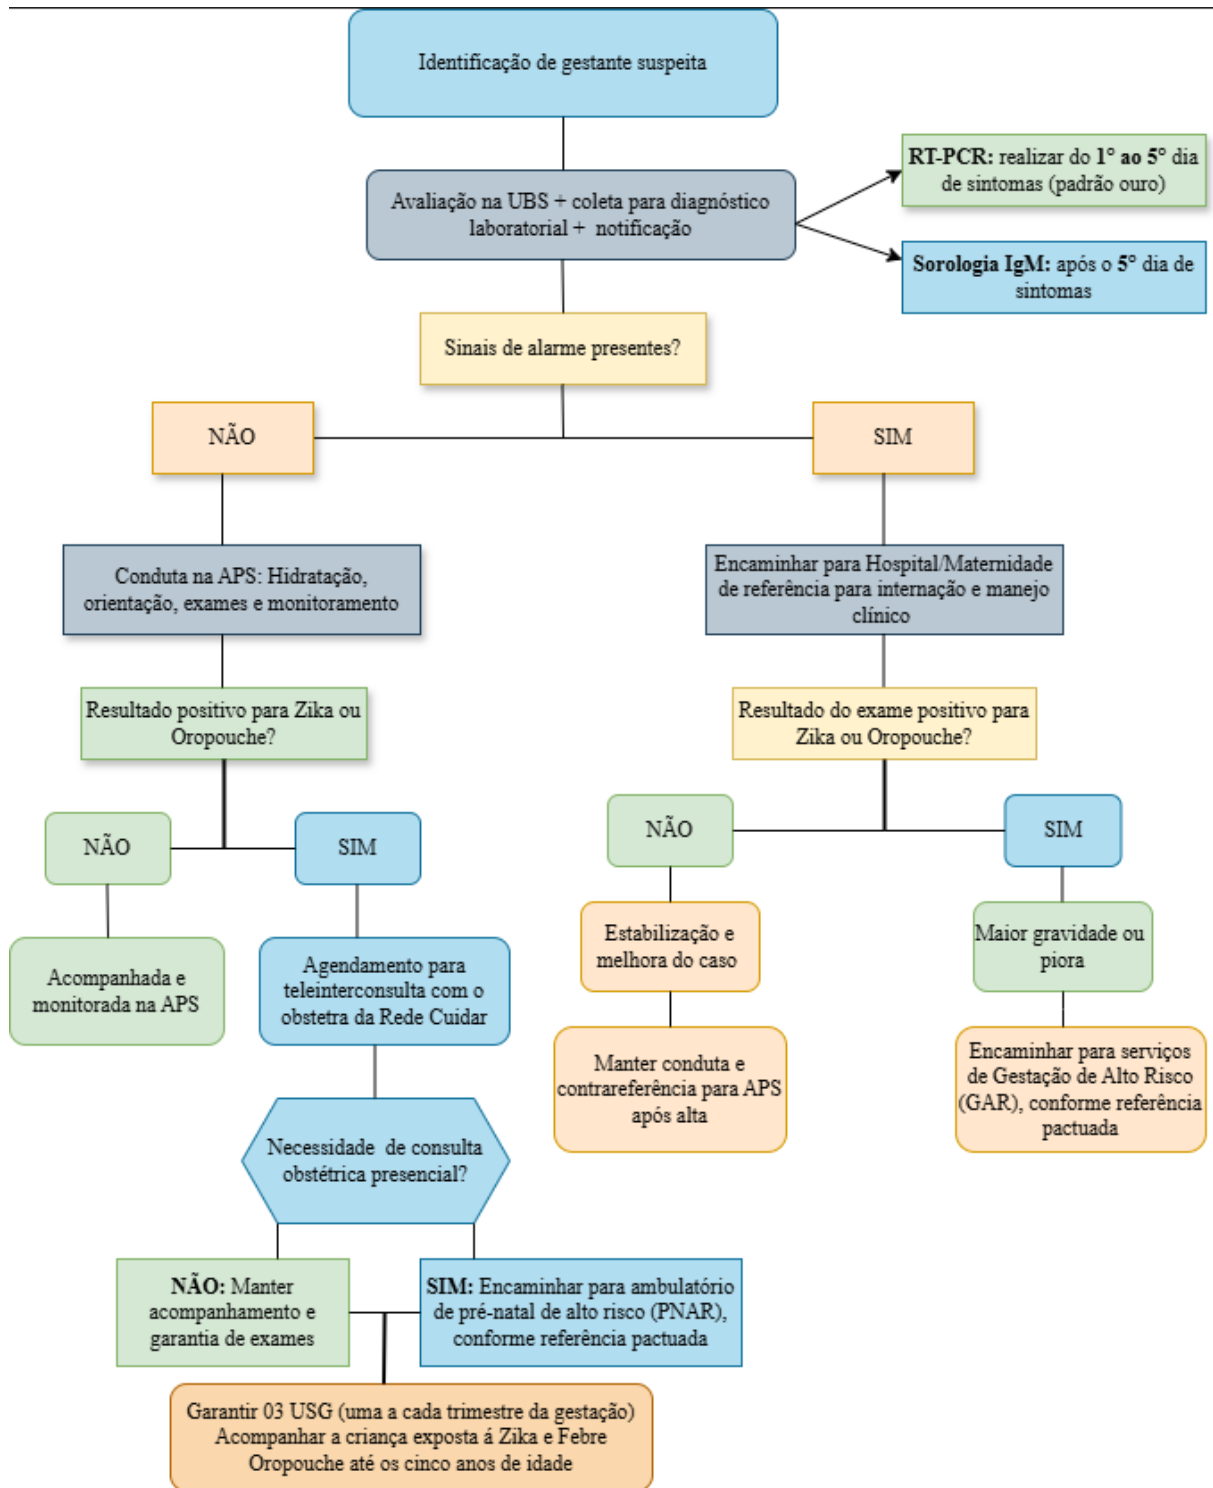 Identificação de gestante suspeita
RT-PCR: realizar do 1° ao 5° dia
de sintomas (padrão ouro)
Avaliação na UBS + coleta para diagnóstico
laboratorial + notificação
Sorologia IgM: após o 5° dia de
sintomas
Sinais de alarme presentes?
NÃO
SIM
Conduta na APS: Hidratação,
orientação, exames e monitoramento
Encaminhar para Hospital/Maternidade
de referência para internação e manejo
clínico
Resultado positivo para Zika ou
Oropouche?
Resultado do exame positivo para
Zika ou Oropouche?
NÃO
SIM
NÃO
SIM
Acompanhada e
monitorada na APS
Agendamento para
teleinterconsulta com o
obstetra da Rede Cuidar
Estabilização e
melhora do caso
Maior gravidade ou
piora
Manter conduta e
contrareferência para APS
após alta
Encaminhar para serviços
de Gestação de Alto Risco
(GAR), conforme referência
pactuada
Necessidade de consulta
obstétrica presencial?
NÃO: Manter
acompanhamento e
garantia de exames
SIM: Encaminhar para ambulatório
de pré-natal de alto risco (PNAR),
conforme referência pactuada
Garantir 03 USG (uma a cada trimestre da gestação)
Acompanhar a criança exposta á Zika e Febre
Oropouche até os cinco anos de idade